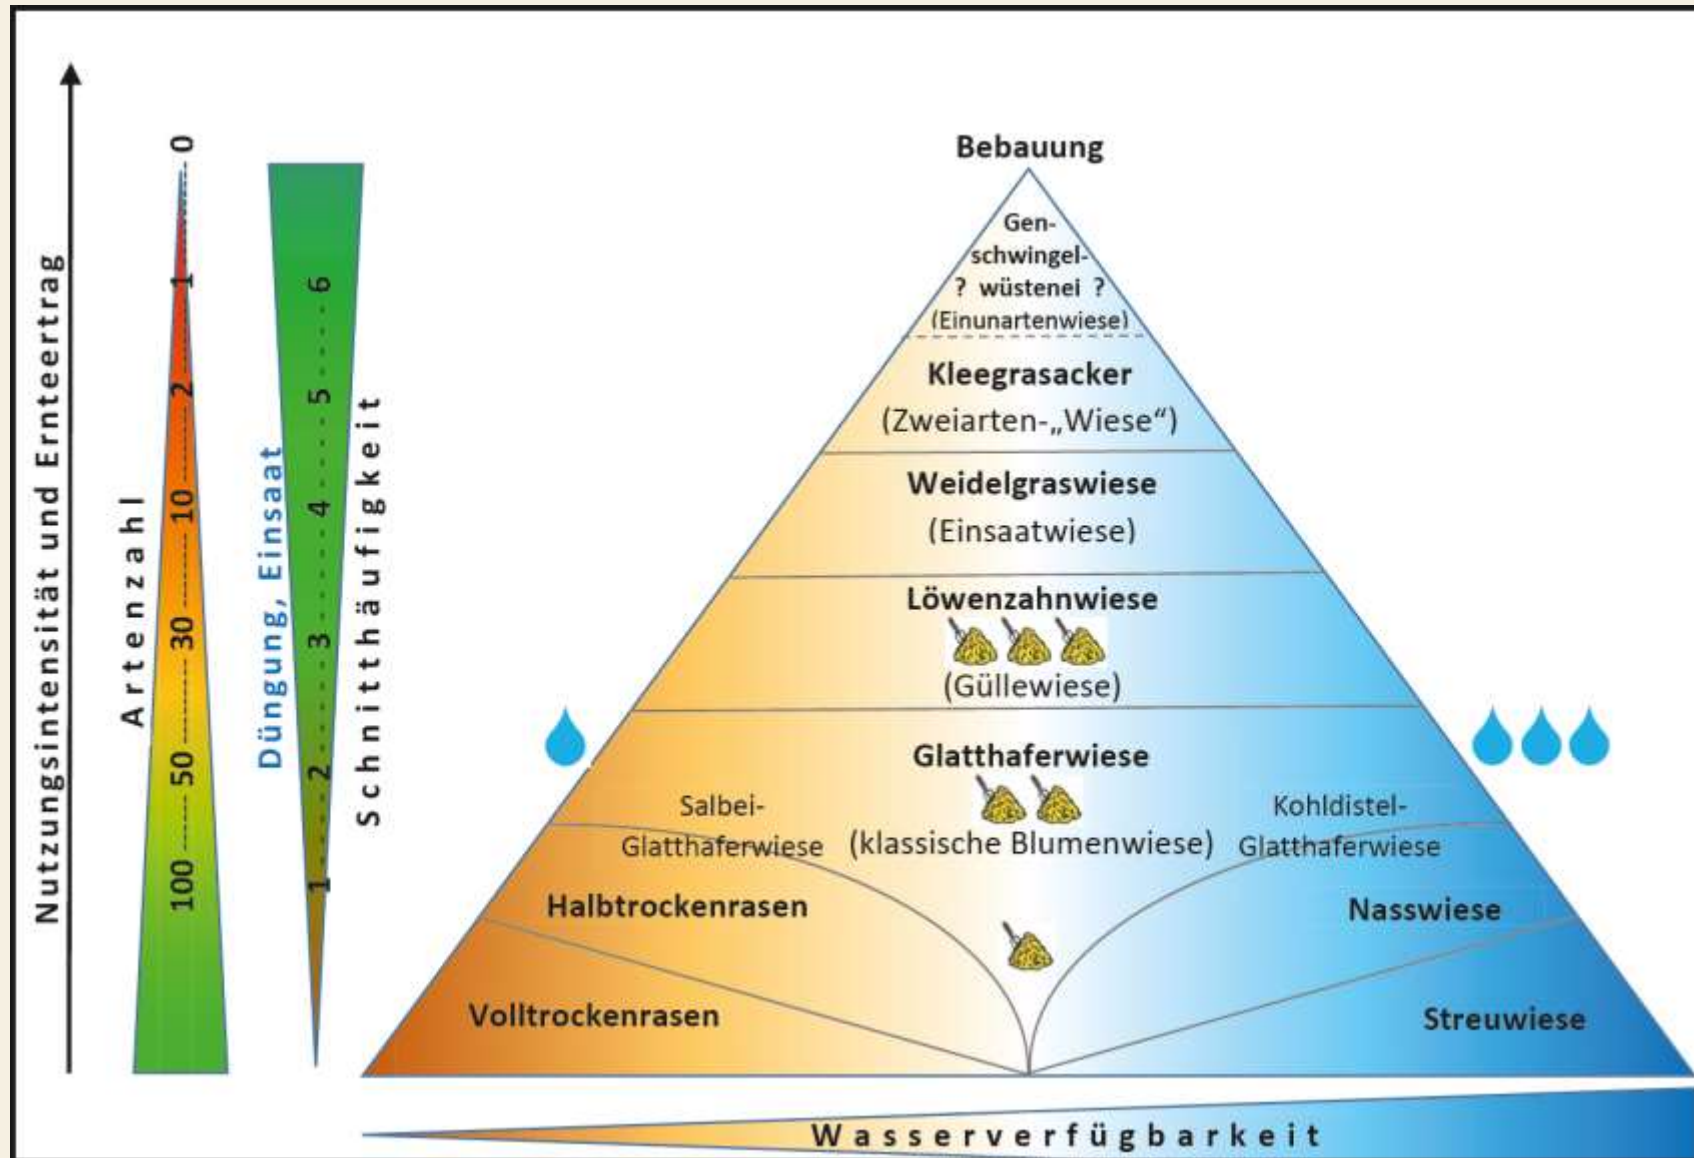 Nutzungsintensität und Ernteertrag
Artenzahl
0
1
2
10
30
50
100
Düngung, Einsaat
6
5
4
3
2
1
Schnitthäufigkeit
Bebauung
Gen-
schwingel-
? wüstenei ?
(Einunartenwiese)
Kleegrasacker
(Zweiarten-„Wiese“)
Weidelgraswiese
(Einsaatwiese)
Löwenzahnwiese
(Güllewiese)
Glatthaferwiese
(klassische Blumenwiese)
Salbei-
Glatthaferwiese
Kohldistel-
Glatthaferwiese
Halbtrockenrasen
Nasswiese
Volltrockenrasen
Streuwiese
Wasserverfügbarkeit